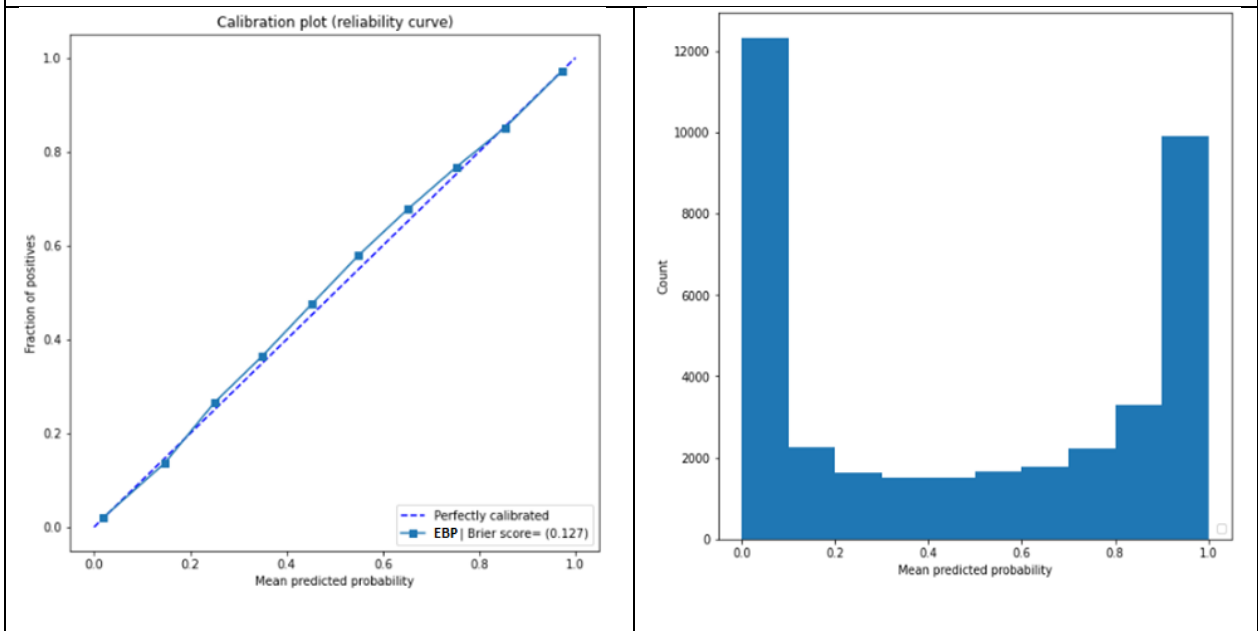 Calibration plot (reliability curve)
1.0
0.8
0.6
0.4
0.2
0.0
Fraction of positives
Perfectly calibrated
EBP | Brier score= (0.127)
0.0 0.2 0.4 0.6 0.8 1.0
Mean predicted probability
12000
10000
8000
6000
4000
2000
0
Count
0.0 0.2 0.4 0.6 0.8 1.0
Mean predicted probability